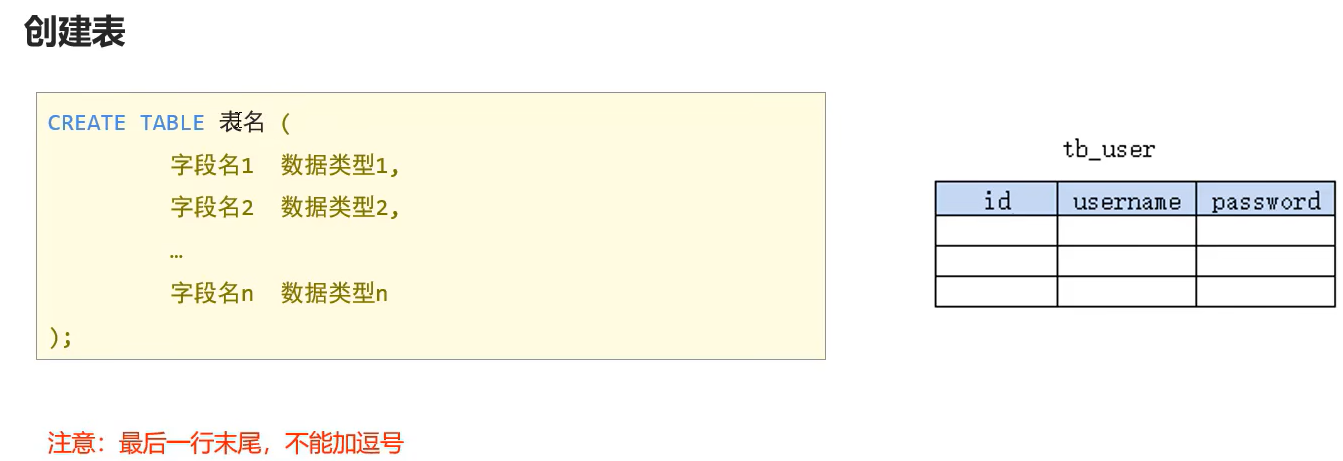 创建表
CREATE TABLE 表名 (
字段名1 数据类型1,
字段名2 数据类型2,
…
字段名n 数据类型n
);
注意：最后一行末尾，不能加逗号
tb_user
id username password